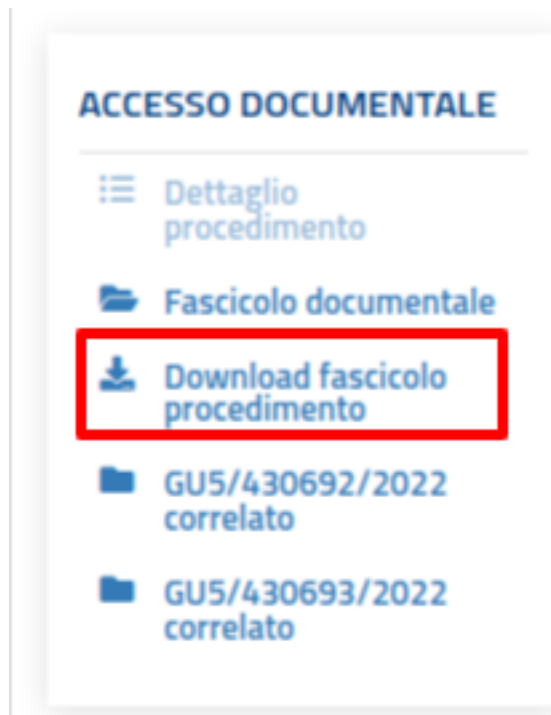 ACCESSO DOCUMENTALE
Dettaglio
procedimento
Fascicolo documentale
Download fascicolo
procedimento
GU5/430692/2022
correlato
GU5/430693/2022
correlato